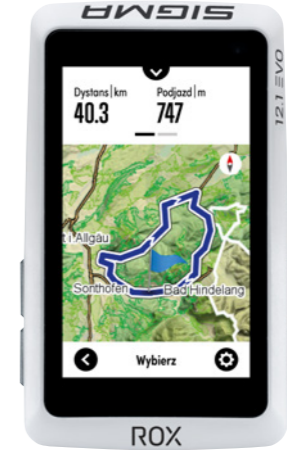 SIGMA
12.1 EVO
Dystans | km
Podjazd | m
40.3
747
t i. Allgäu
Sonthofen
Bad Hindelang
Wybierz
ROX